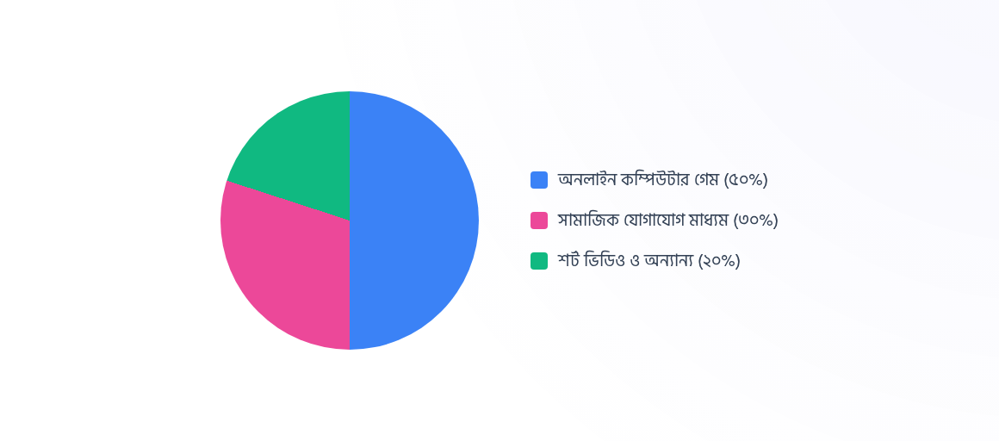 অনলাইন কম্পিউটার গেম (৫০%)
সামাজিক যোগাযোগ মাধ্যম (৩০%)
শর্ট ভিডিও ও অন্যান্য (২০%)